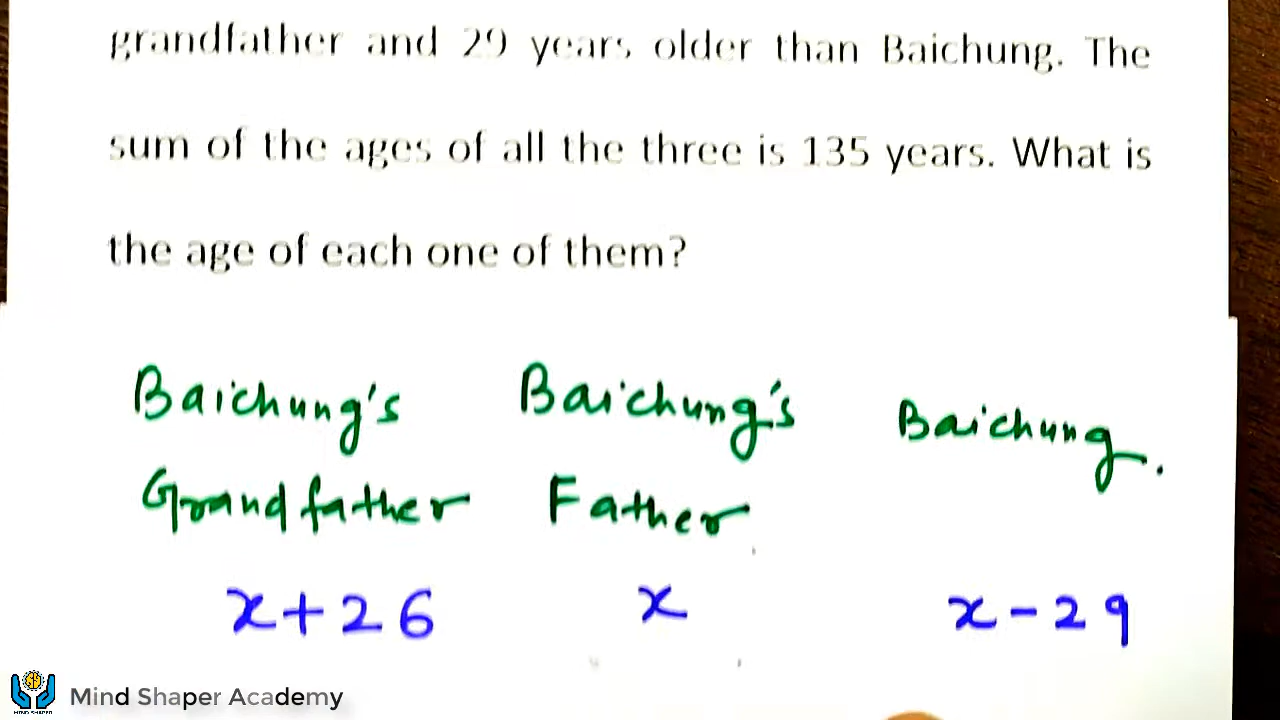 grandfather and 29 years older than Baichung. The
sum of the ages of all the three is 135 years. What is
the age of each one of them?
Baichung's Baichung's Baichung.
Grandfather Father
x+26 x x-29
Mind Shaper Academy